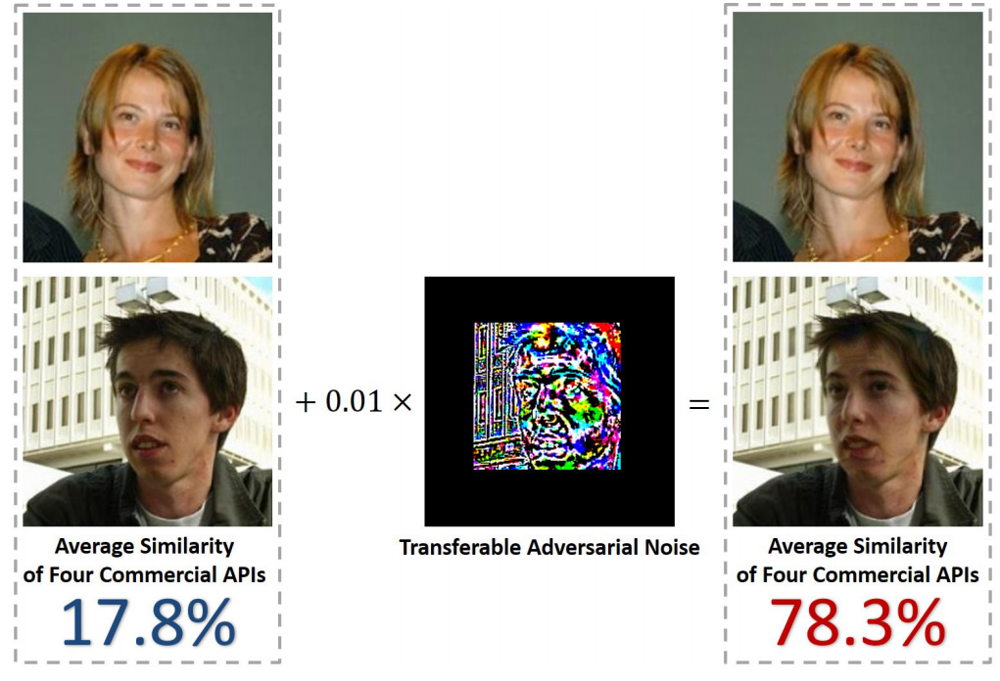 + 0.01 ×
=
Transferable Adversarial Noise
Average Similarity
of Four Commercial APIs
17.8%
Average Similarity
of Four Commercial APIs
78.3%